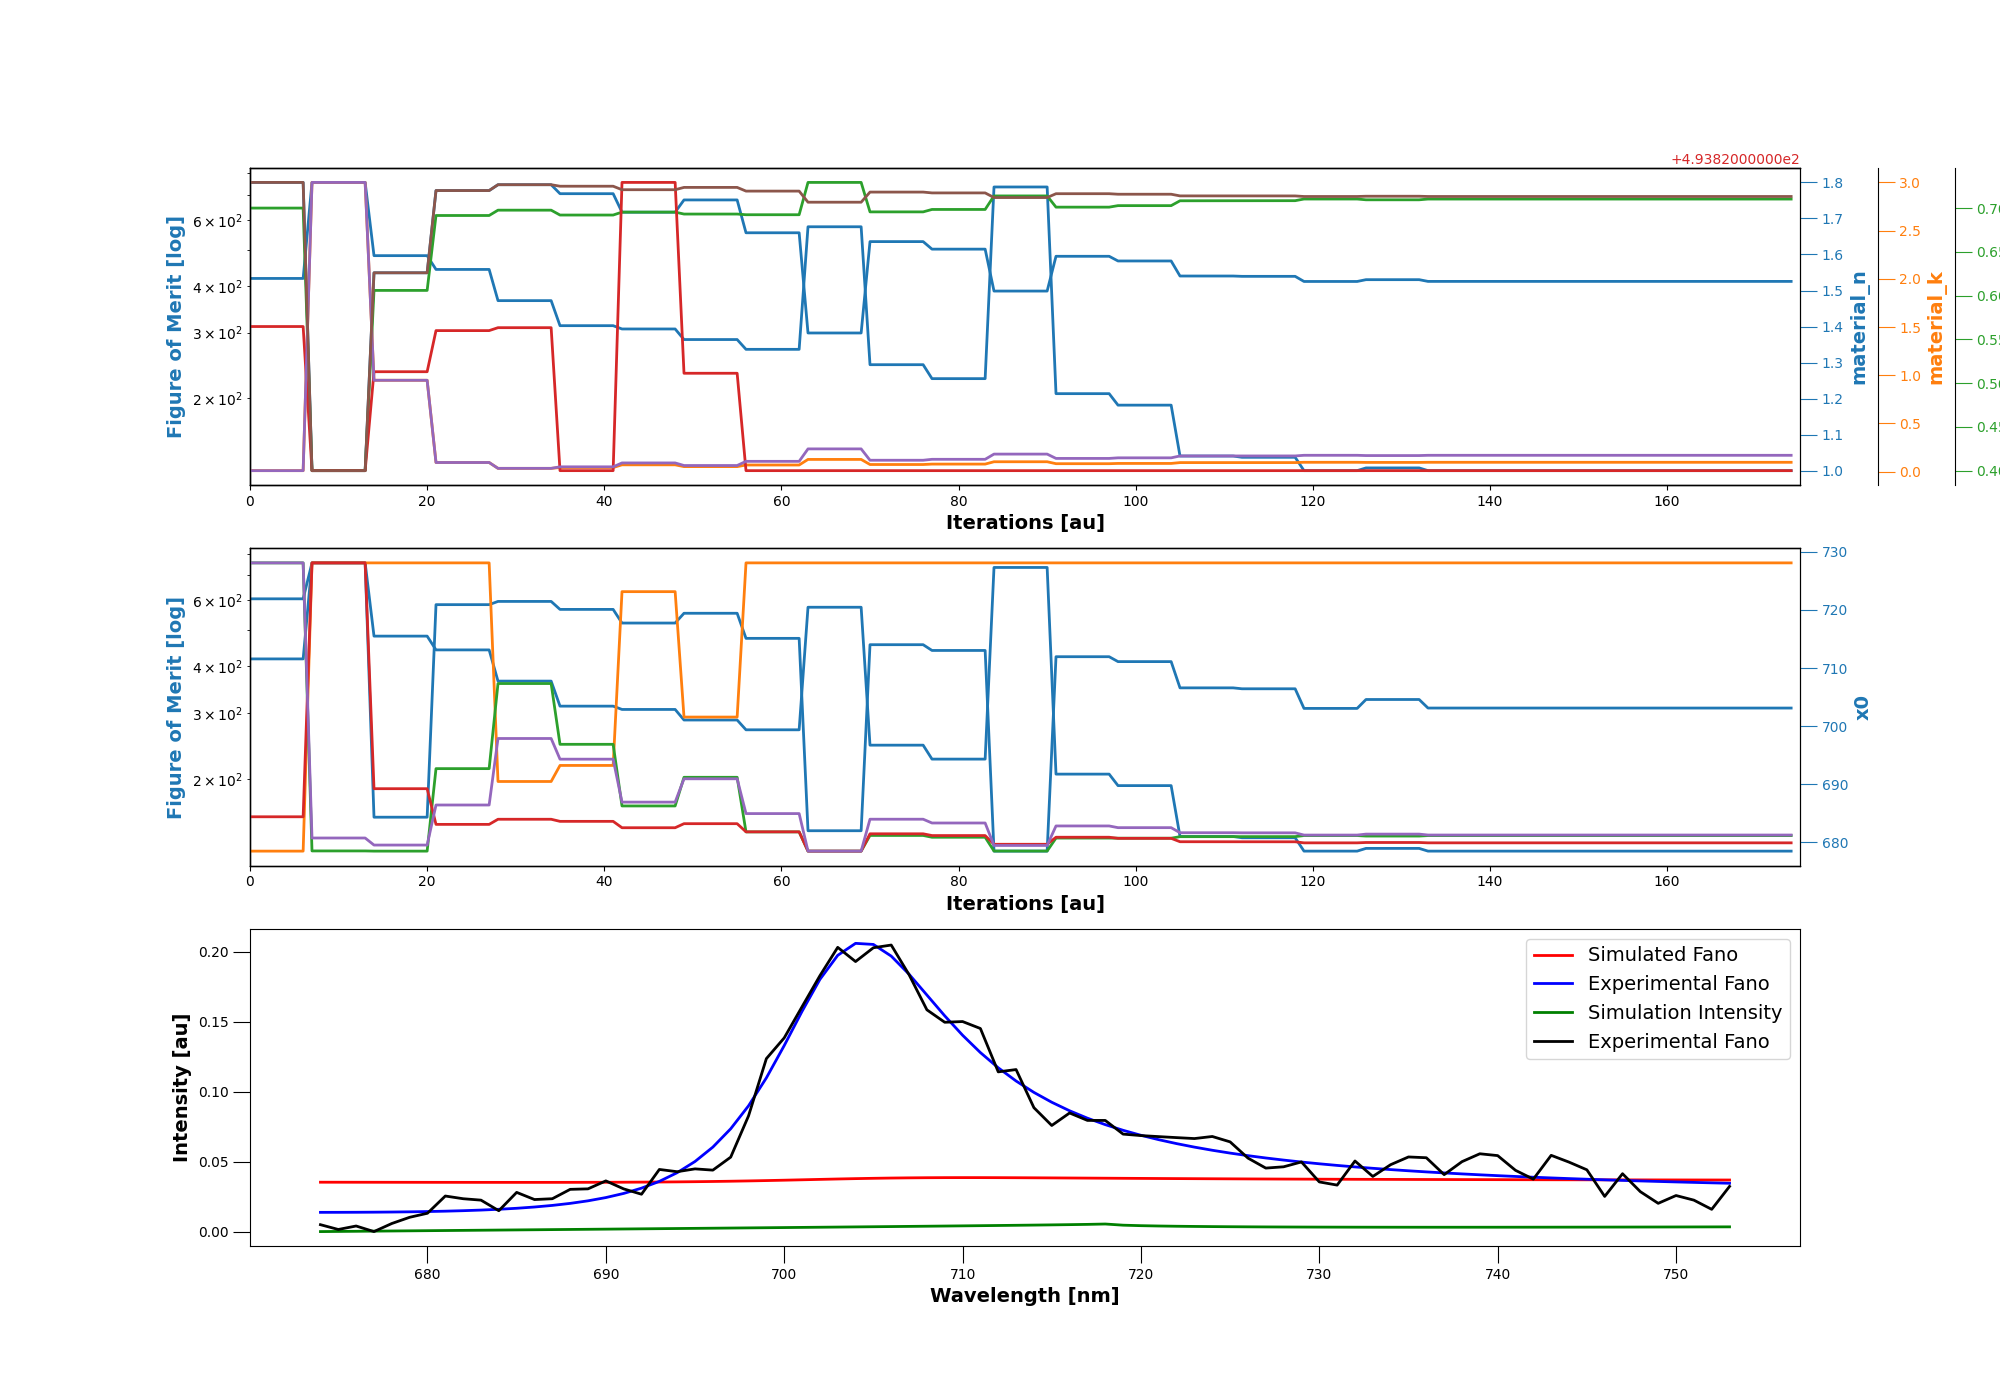 +4.9382000000e2
Figure of Merit [log]
6 × 10²
4 × 10²
3 × 10²
2 × 10²
0 20 40 60 80 100 120 140 160
Iterations [au]
1.8
1.7
1.6
1.5
1.4
1.3
1.2
1.1
1.0
material_n
3.0
2.5
2.0
1.5
1.0
0.5
0.0
material_k
Figure of Merit [log]
6 × 10²
4 × 10²
3 × 10²
2 × 10²
0 20 40 60 80 100 120 140 160
Iterations [au]
730
720
710
700
690
680
x0
Intensity [au]
0.20
0.15
0.10
0.05
0.00
680 690 700 710 720 730 740 750
Wavelength [nm]
Simulated Fano
Experimental Fano
Simulation Intensity
Experimental Fano